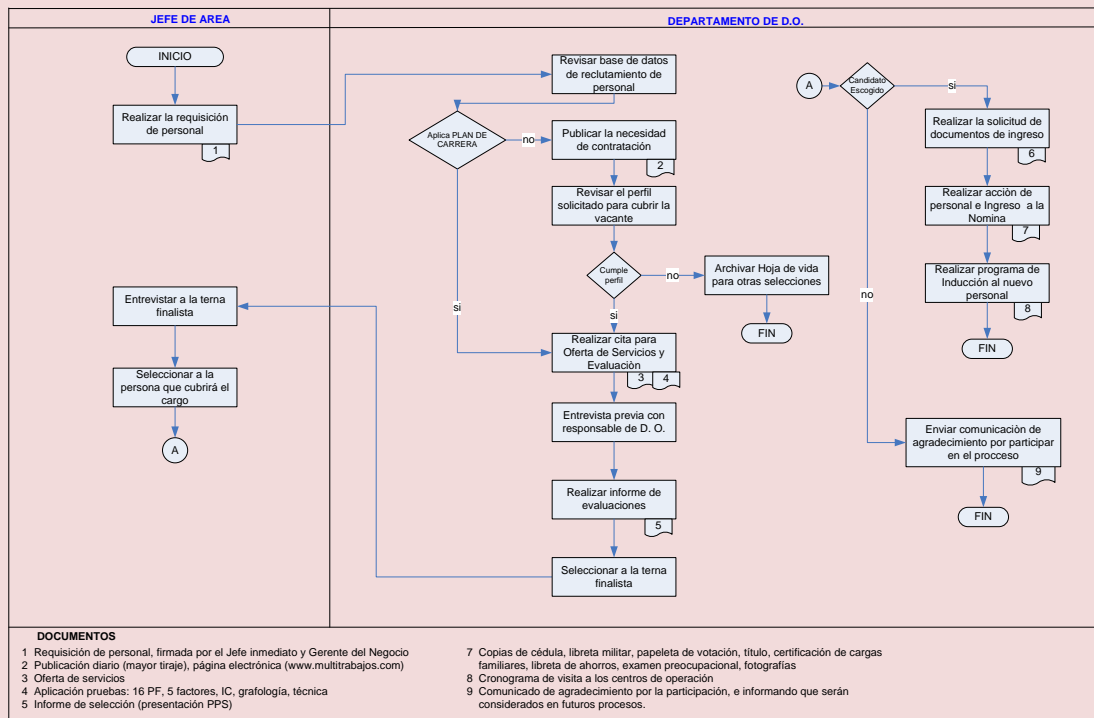 JEFE DE AREA
DEPARTAMENTO DE D.O.
INICIO
Realizar la requisición
de personal
1
Entrevistar a la terna
finalista
Seleccionar a la
persona que cubrirá el
cargo
A
Revisar base de datos
de reclutamiento de
personal
Aplica PLAN DE
CARRERA
no
si
Publicar la necesidad
de contratación
2
Revisar el perfil
solicitado para cubrir la
vacante
Cumple
perfil
no
si
Archivar Hoja de vida
para otras selecciones
FIN
Realizar cita para
Oferta de Servicios y
Evaluaciòn
3
4
Entrevista previa con
responsable de D. O.
Realizar informe de
evaluaciones
5
Seleccionar a la terna
finalista
A
Candidato
Escogido
si
no
Realizar la solicitud de
documentos de ingreso
6
Realizar acciòn de
personal e Ingreso a la
Nomina
7
Realizar programa de
Inducción al nuevo
personal
8
FIN
Enviar comunicaciòn de
agradecimiento por participar
en el procceso
9
FIN
DOCUMENTOS
1 Requisición de personal, firmada por el Jefe inmediato y Gerente del Negocio
2 Publicación diario (mayor tiraje), página electrónica (www.multitrabajos.com)
3 Oferta de servicios
4 Aplicación pruebas: 16 PF, 5 factores, IC, grafología, técnica
5 Informe de selección (presentación PPS)
7 Copias de cédula, libreta militar, papeleta de votación, título, certificación de cargas
familiares, libreta de ahorros, examen preocupacional, fotografías
8 Cronograma de visita a los centros de operación
9 Comunicado de agradecimiento por la participación, e informando que serán
considerados en futuros procesos.